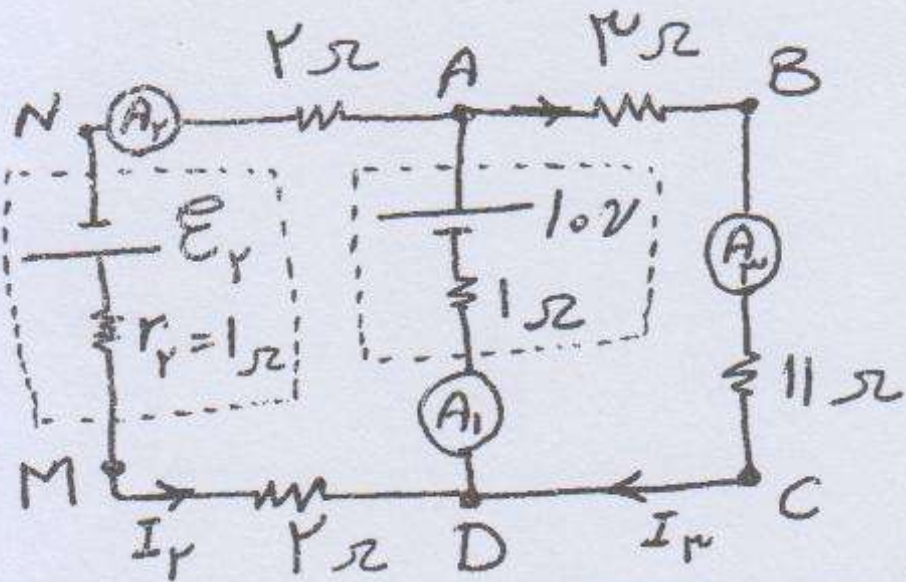 ۲Ω A ۳Ω B
N A۲
ℰ۲ ۱۰v
r۲=۱Ω ۱Ω A۳
A۱ ۱۱Ω
M D C
I۲ ۲Ω I۳